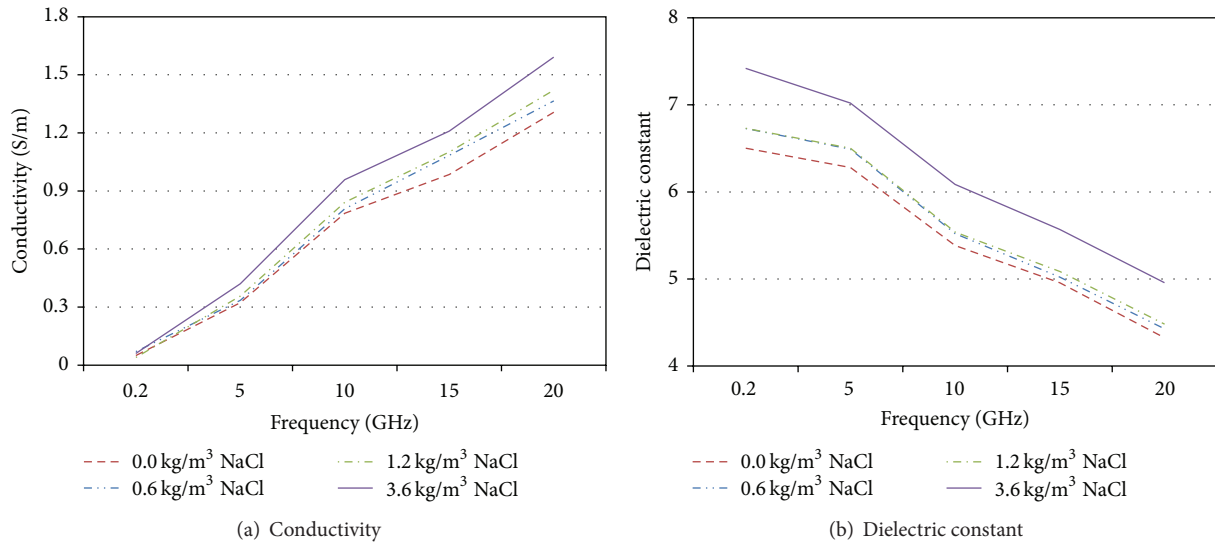 1.8
1.5
1.2
0.9
0.6
0.3
0
Conductivity (S/m)
0.2 5 10 15 20
Frequency (GHz)
0.0 kg/m³ NaCl
0.6 kg/m³ NaCl
1.2 kg/m³ NaCl
3.6 kg/m³ NaCl
(a) Conductivity
8
7
6
5
4
Dielectric constant
0.2 5 10 15 20
Frequency (GHz)
0.0 kg/m³ NaCl
0.6 kg/m³ NaCl
1.2 kg/m³ NaCl
3.6 kg/m³ NaCl
(b) Dielectric constant